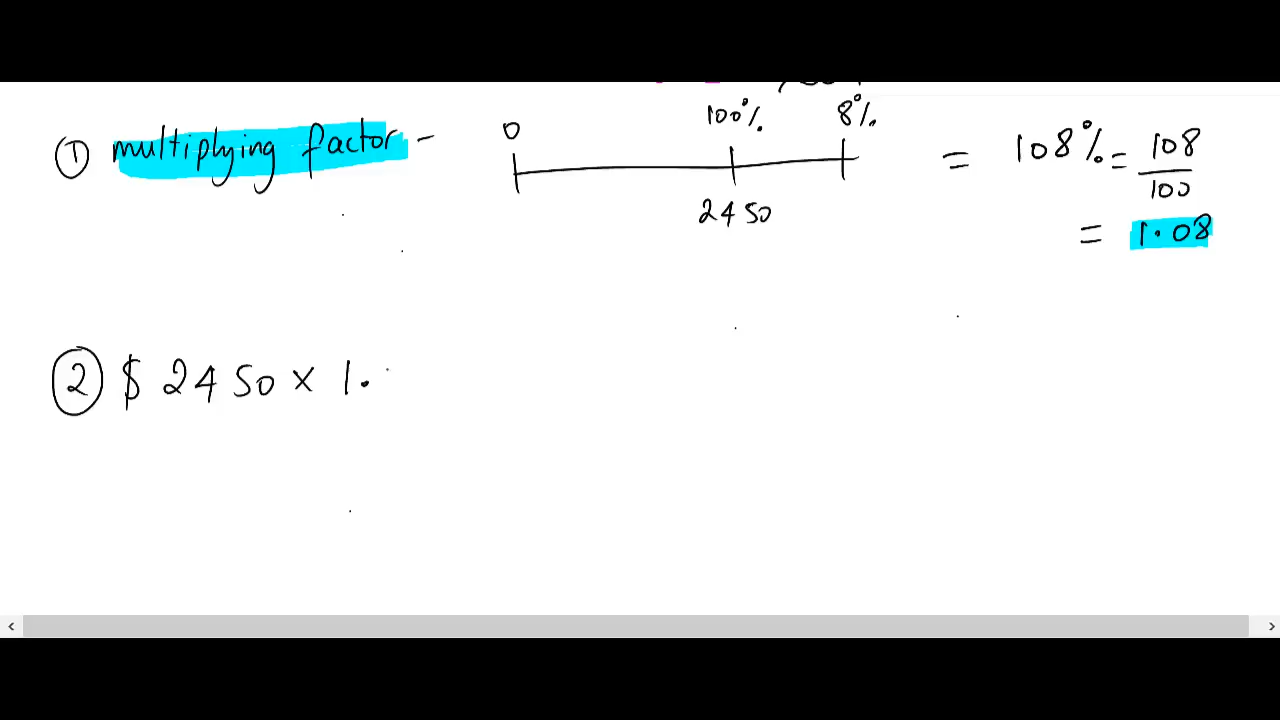 ① multiplying factor - 0 100% 8% = 108% = 108/100
2450 = 1.08
② $ 2450 × 1.